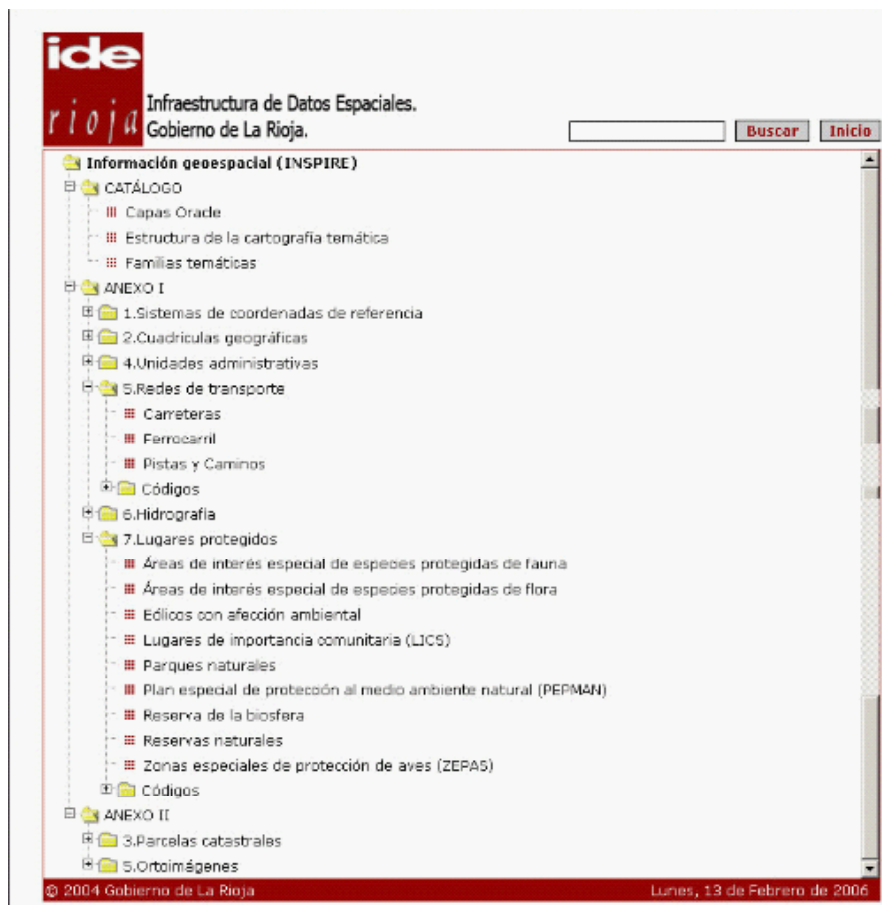 ide
rioja
Infraestructura de Datos Espaciales.
Gobierno de La Rioja.
Buscar Inicio
Información geoespacial (INSPIRE)
CATÁLOGO
Capas Oracle
Estructura de la cartografía temática
Familias temáticas
ANEXO I
1.Sistemas de coordenadas de referencia
2.Cuadriculas geográficas
4.Unidades administrativas
5.Redes de transporte
Carreteras
Ferrocarril
Pistas y Caminos
Códigos
6.Hidrografia
7.Lugares protegidos
Áreas de interés especial de especies protegidas de fauna
Áreas de interés especial de especies protegidas de flora
Eólicos con afección ambiental
Lugares de importancia comunitaria (LICS)
Parques naturales
Plan especial de protección al medio ambiente natural (PEPMAN)
Reserva de la biosfera
Reservas naturales
Zonas especiales de protección de aves (ZEPAS)
Códigos
ANEXO II
3.Parcelas catastrales
5.Ortoimágenes
© 2004 Gobierno de La Rioja Lunes, 13 de Febrero de 2006